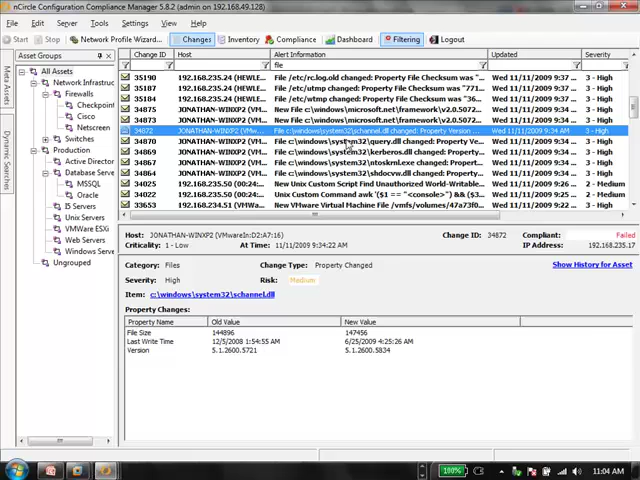 nCircle Configuration Compliance Manager 5.8.2 (admin on 192.168.49.128)
File Server Tools Settings View Help
Start Stop Network Profile Wizard... Changes Inventory Compliance Dashboard Filtering Logout
Asset Groups
Meta Assets
Dynamic Searches
All Assets
Network Infrastruc
Firewalls
Checkpoint
Cisco
Netscreen
Switches
Production
Active Director
Database Serve
MSSQL
Oracle
I5 Servers
Unix Servers
VMWare ESXi
Web Servers
Windows Serve
Ungrouped
Change ID Host Alert Information Updated Severity
file
35190 192.168.235.24 (HEWLE... File /etc/rc.log.old changed: Property File Checksum was "... Wed 11/11/2009 9:37 ... 3 - High
35187 192.168.235.24 (HEWLE... File /etc/utmpx changed: Property File Checksum was "771... Wed 11/11/2009 9:37 ... 3 - High
35184 192.168.235.24 (HEWLE... File /etc/utmp changed: Property File Checksum was "36... Wed 11/11/2009 9:37 ... 3 - High
34875 JONATHAN-WINXP2 (VM... New File c:\windows\microsoft.net\framework\v2.0.5072... Wed 11/11/2009 9:34 ... 3 - High
34873 JONATHAN-WINXP2 (VM... New File c:\windows\microsoft.net\framework\v2.0.5072... Wed 11/11/2009 9:34 ... 3 - High
34872 JONATHAN-WINXP2 (VMw... File c:\windows\system32\schannel.dll changed: Property Version ... Wed 11/11/2009 9:34 AM 3 - High
34870 JONATHAN-WINXP2 (VM... File c:\windows\system32\query.dll changed: Property Ve... Wed 11/11/2009 9:34 ... 3 - High
34869 JONATHAN-WINXP2 (VM... File c:\windows\system32\kerberos.dll changed: Property ... Wed 11/11/2009 9:34 ... 3 - High
34867 JONATHAN-WINXP2 (VM... File c:\windows\system32\ntoskrnl.exe changed: Property ... Wed 11/11/2009 9:34 ... 3 - High
34864 JONATHAN-WINXP2 (VM... File c:\windows\system32\shdocvw.dll changed: Property ... Wed 11/11/2009 9:34 ... 3 - High
34025 192.168.235.50 (00:24:... New Unix Custom Script Find Unauthorized World-Writable... Wed 11/11/2009 9:34 ... 2 - Medium
34022 192.168.235.50 (00:24:... Unix Custom Command awk '($1 == "<console>") && ($3... Wed 11/11/2009 9:34 ... 2 - Medium
33653 192.168.234.51 (00:1... New VMware Virtual Machine File /vmfs/volumes/47a73f0... Wed 11/11/2009 9:34 ... 3 - High
Host: JONATHAN-WINXP2 (VMWareIn:D2:A7:16) Change ID: 34872 Compliant: Failed
Criticality: 1 - Low At Time: 11/11/2009 9:34:22 AM IP Address: 192.168.235.17
Category: Files Change Type: Property Changed Show History for Asset
Severity: High Risk: Medium
Item: c:\windows\system32\schannel.dll
Property Changes:
Property Name Old Value New Value
File Size 144896 147456
Last Write Time 12/5/2008 1:54:55 AM 6/25/2009 4:25:26 AM
Version 5.1.2600.5721 5.1.2600.5834
100% 11:04 AM